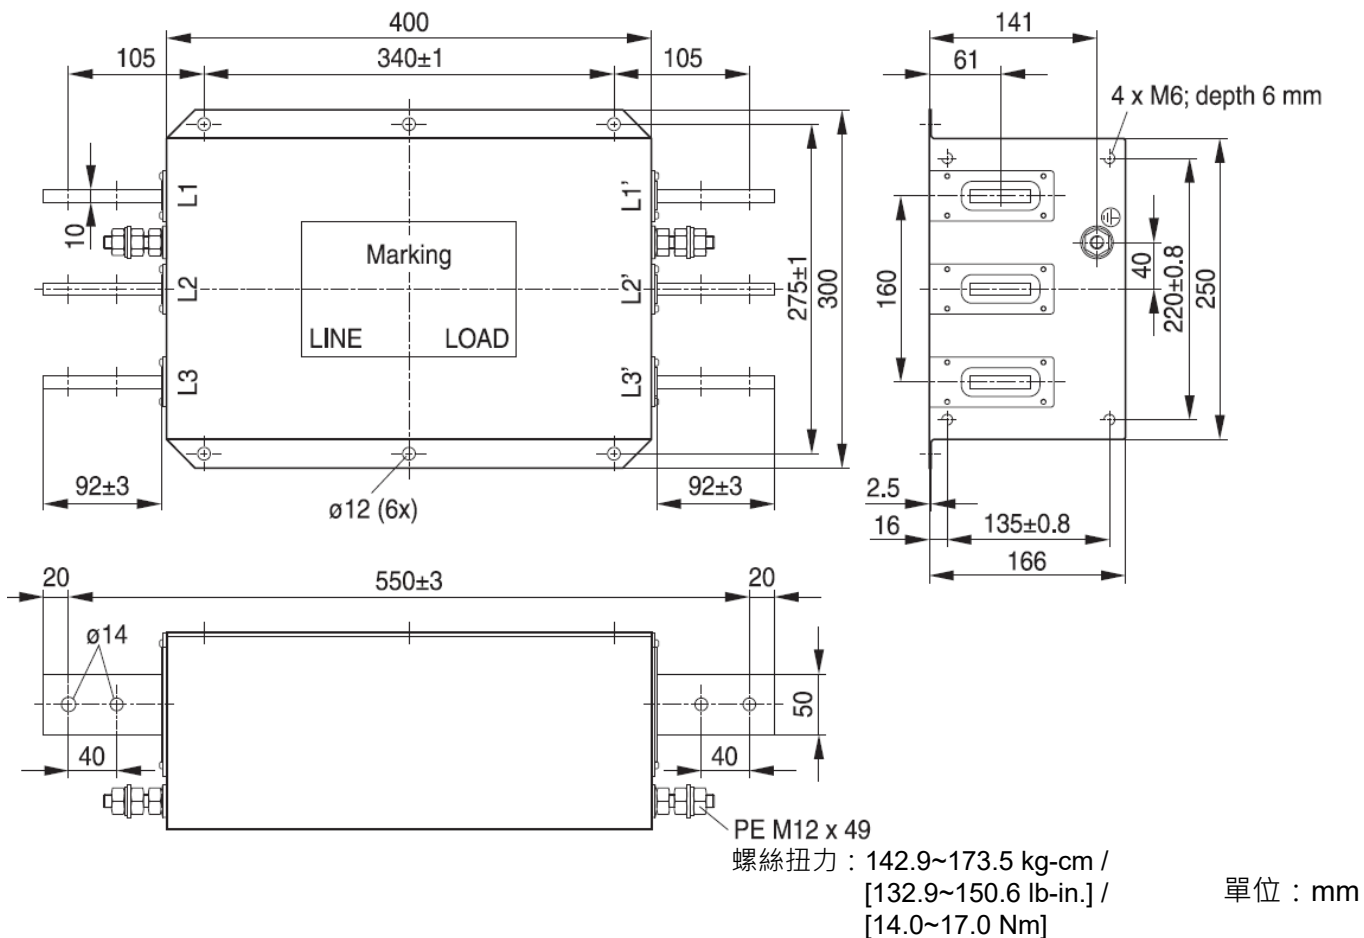 400
141
105
340±1
105
61
4 x M6; depth 6 mm
L1
L1’
10
Marking
L2
L2’
LINE
LOAD
L3
L3’
275±1
300
160
40
220±0.8
250
92±3
ø12 (6x)
92±3
2.5
16
135±0.8
166
20
550±3
20
ø14
50
40
40
PE M12 x 49
螺絲扭力：142.9~173.5 kg-cm /
[132.9~150.6 lb-in.] /
單位：mm
[14.0~17.0 Nm]